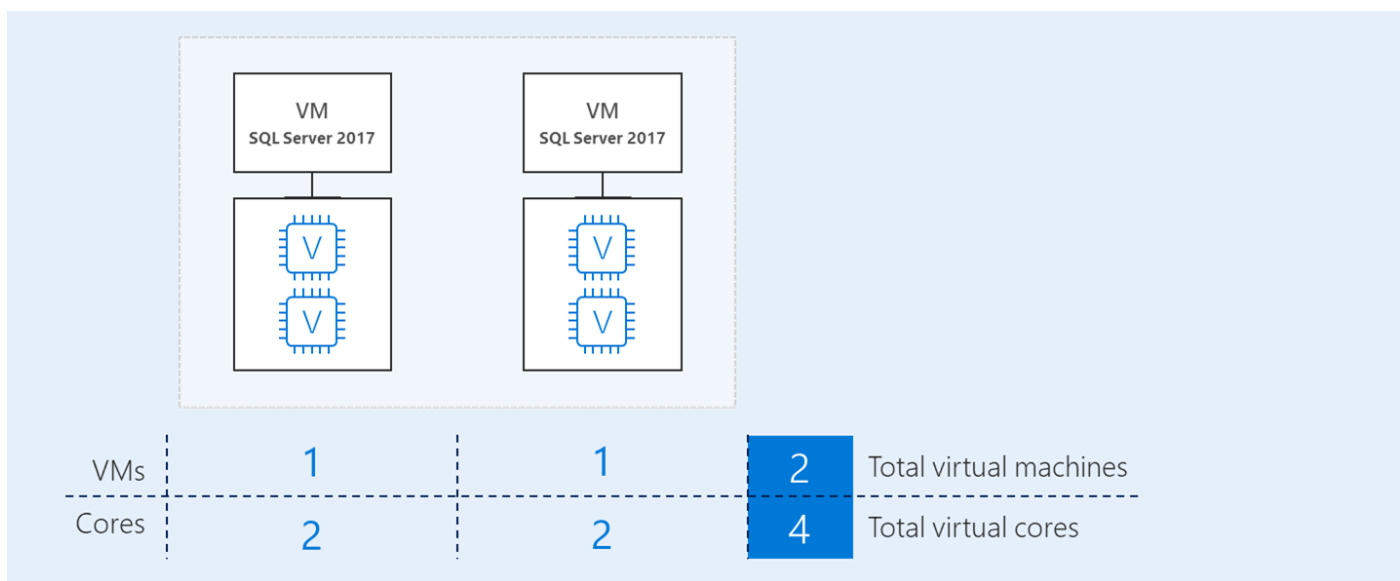 VM VM
SQL Server 2017 SQL Server 2017
V V
V V
VMs 1 1 2 Total virtual machines
Cores 2 2 4 Total virtual cores